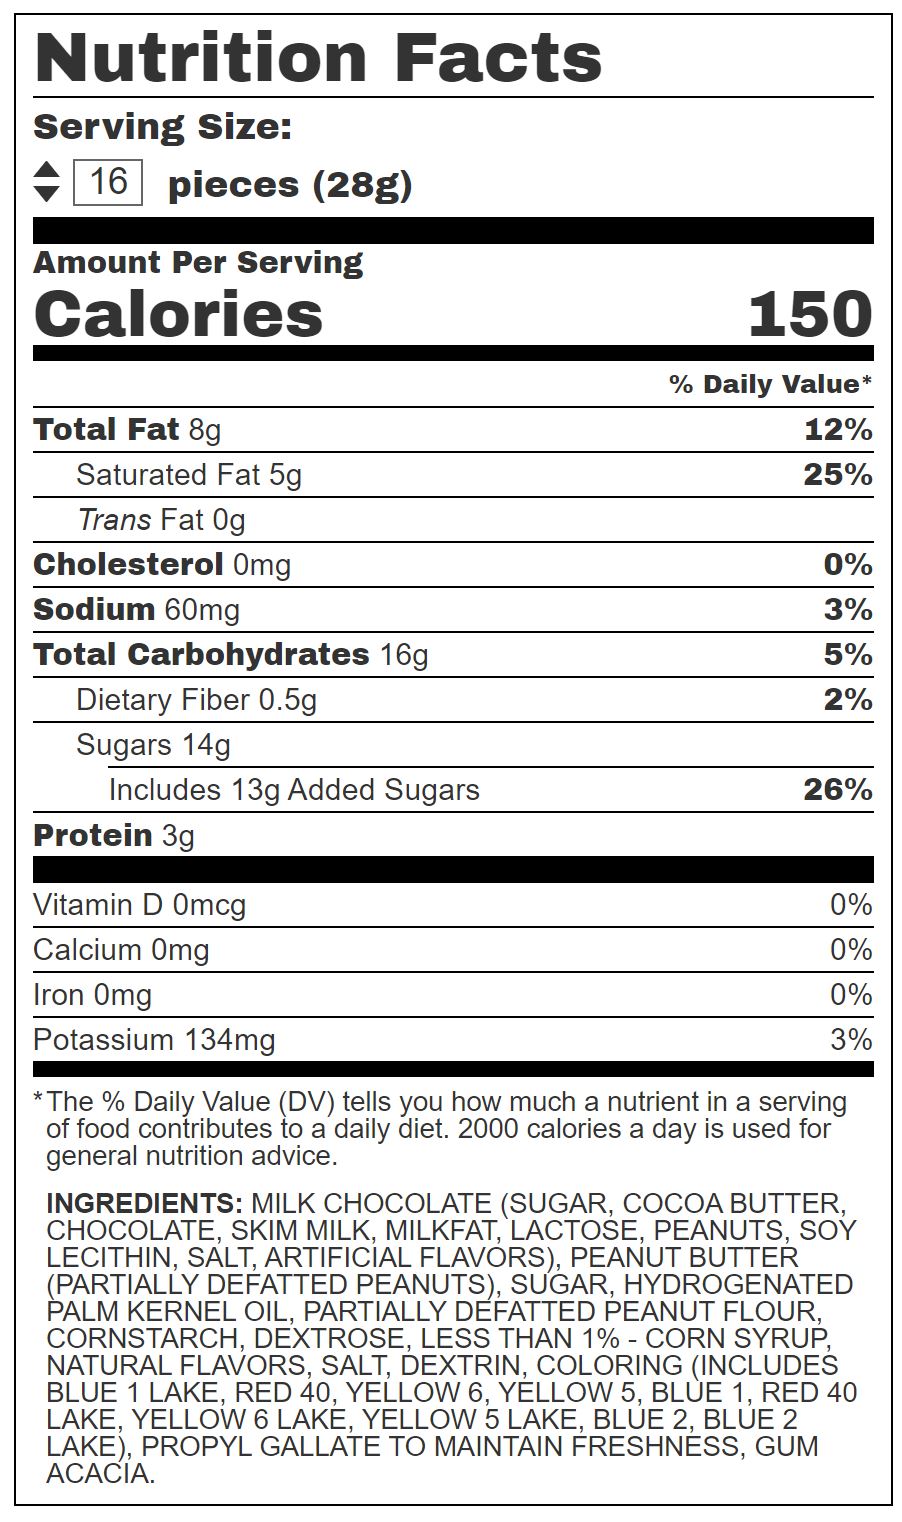 Nutrition Facts
Serving Size:
16 pieces (28g)
Amount Per Serving
Calories 150
% Daily Value*
Total Fat 8g 12%
Saturated Fat 5g 25%
Trans Fat 0g
Cholesterol 0mg 0%
Sodium 60mg 3%
Total Carbohydrates 16g 5%
Dietary Fiber 0.5g 2%
Sugars 14g
Includes 13g Added Sugars 26%
Protein 3g
Vitamin D 0mcg 0%
Calcium 0mg 0%
Iron 0mg 0%
Potassium 134mg 3%
*The % Daily Value (DV) tells you how much a nutrient in a serving
of food contributes to a daily diet. 2000 calories a day is used for
general nutrition advice.
INGREDIENTS: MILK CHOCOLATE (SUGAR, COCOA BUTTER,
CHOCOLATE, SKIM MILK, MILKFAT, LACTOSE, PEANUTS, SOY
LECITHIN, SALT, ARTIFICIAL FLAVORS), PEANUT BUTTER
(PARTIALLY DEFATTED PEANUTS), SUGAR, HYDROGENATED
PALM KERNEL OIL, PARTIALLY DEFATTED PEANUT FLOUR,
CORNSTARCH, DEXTROSE, LESS THAN 1% - CORN SYRUP,
NATURAL FLAVORS, SALT, DEXTRIN, COLORING (INCLUDES
BLUE 1 LAKE, RED 40, YELLOW 6, YELLOW 5, BLUE 1, RED 40
LAKE, YELLOW 6 LAKE, YELLOW 5 LAKE, BLUE 2, BLUE 2
LAKE), PROPYL GALLATE TO MAINTAIN FRESHNESS, GUM
ACACIA.